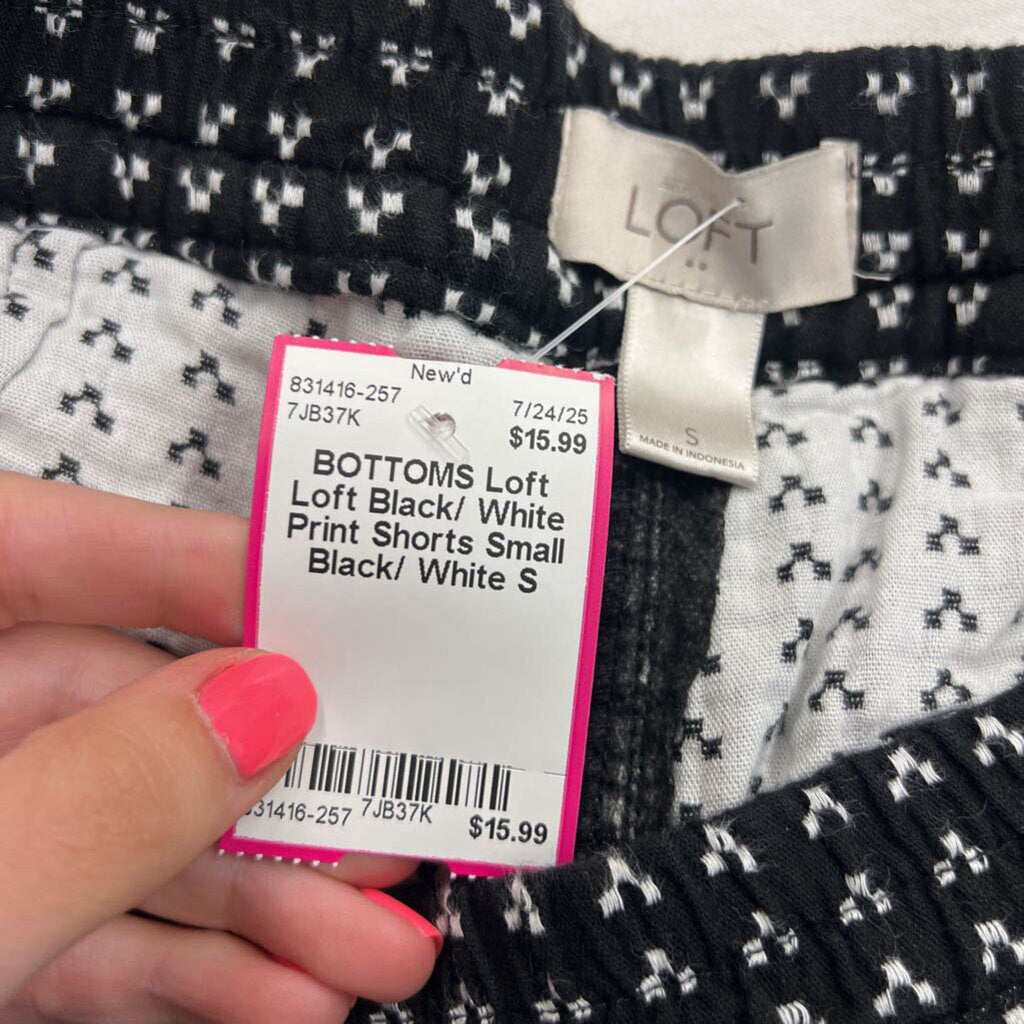 LOFT
S
MADE IN INDONESIA
New'd
831416-257
7JB37K
7/24/25
$15.99
BOTTOMS Loft
Loft Black/ White
Print Shorts Small
Black/ White S
31416-257 7JB37K $15.99